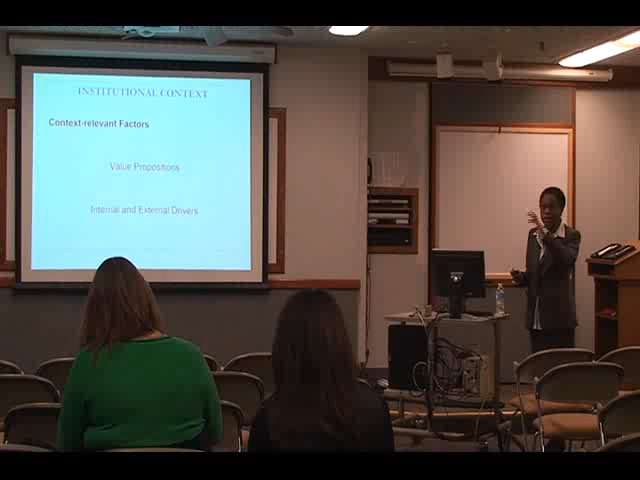 INSTITUTIONAL CONTEXT
Context-relevant Factors
Value Propositions
Internal and External Drivers